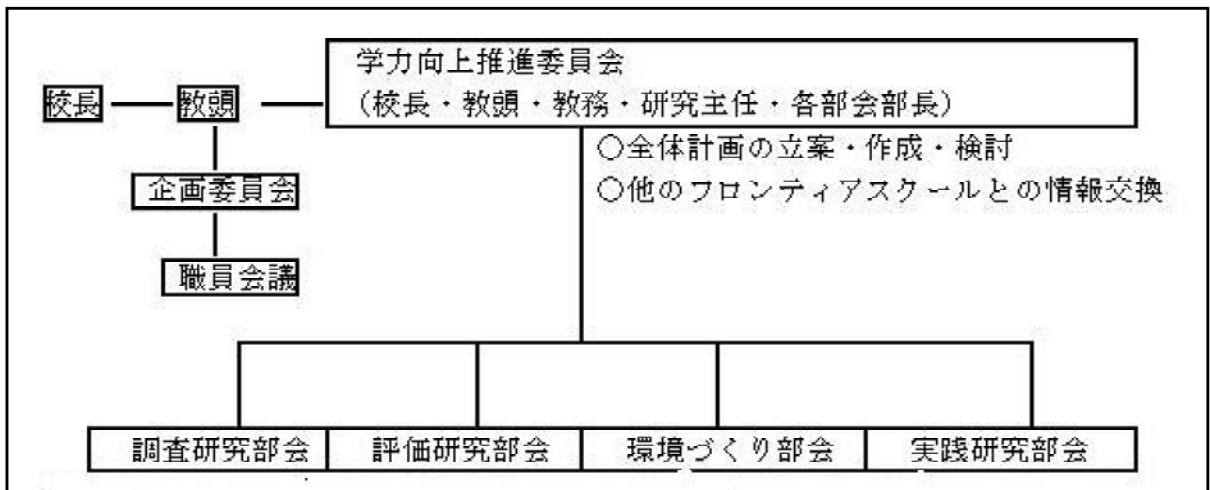 学力向上推進委員会
校長 教頭 (校長・教頭・教務・研究主任・各部会部長)
○全体計画の立案・作成・検討
企画委員会 ○他のフロンティアスクールとの情報交換
職員会議
調査研究部会 評価研究部会 環境づくり部会 実践研究部会